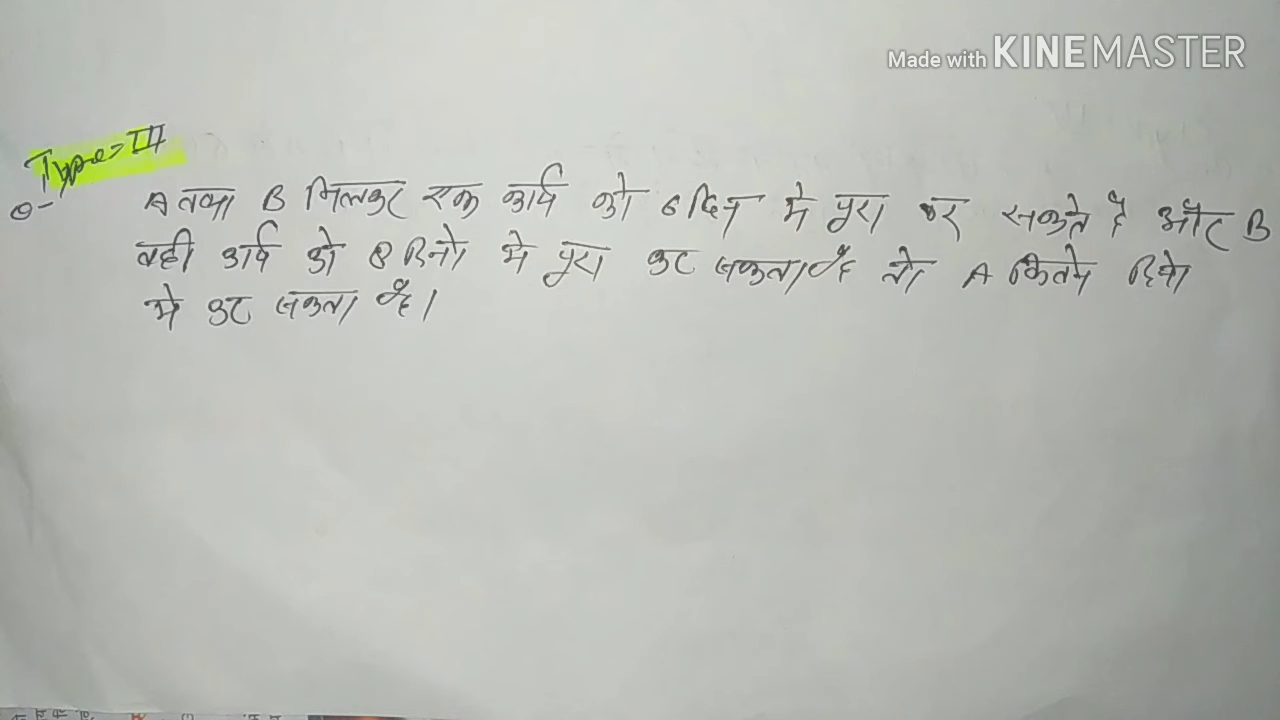 Made with KINEMASTER
Type-III
Q- A तथा B मिलकर एक कार्य को 6 दिन में पूरा कर सकते है और B
वही कार्य को 8 दिनो में पूरा कर सकता है तो A कितने दिनो
में कर सकता है।